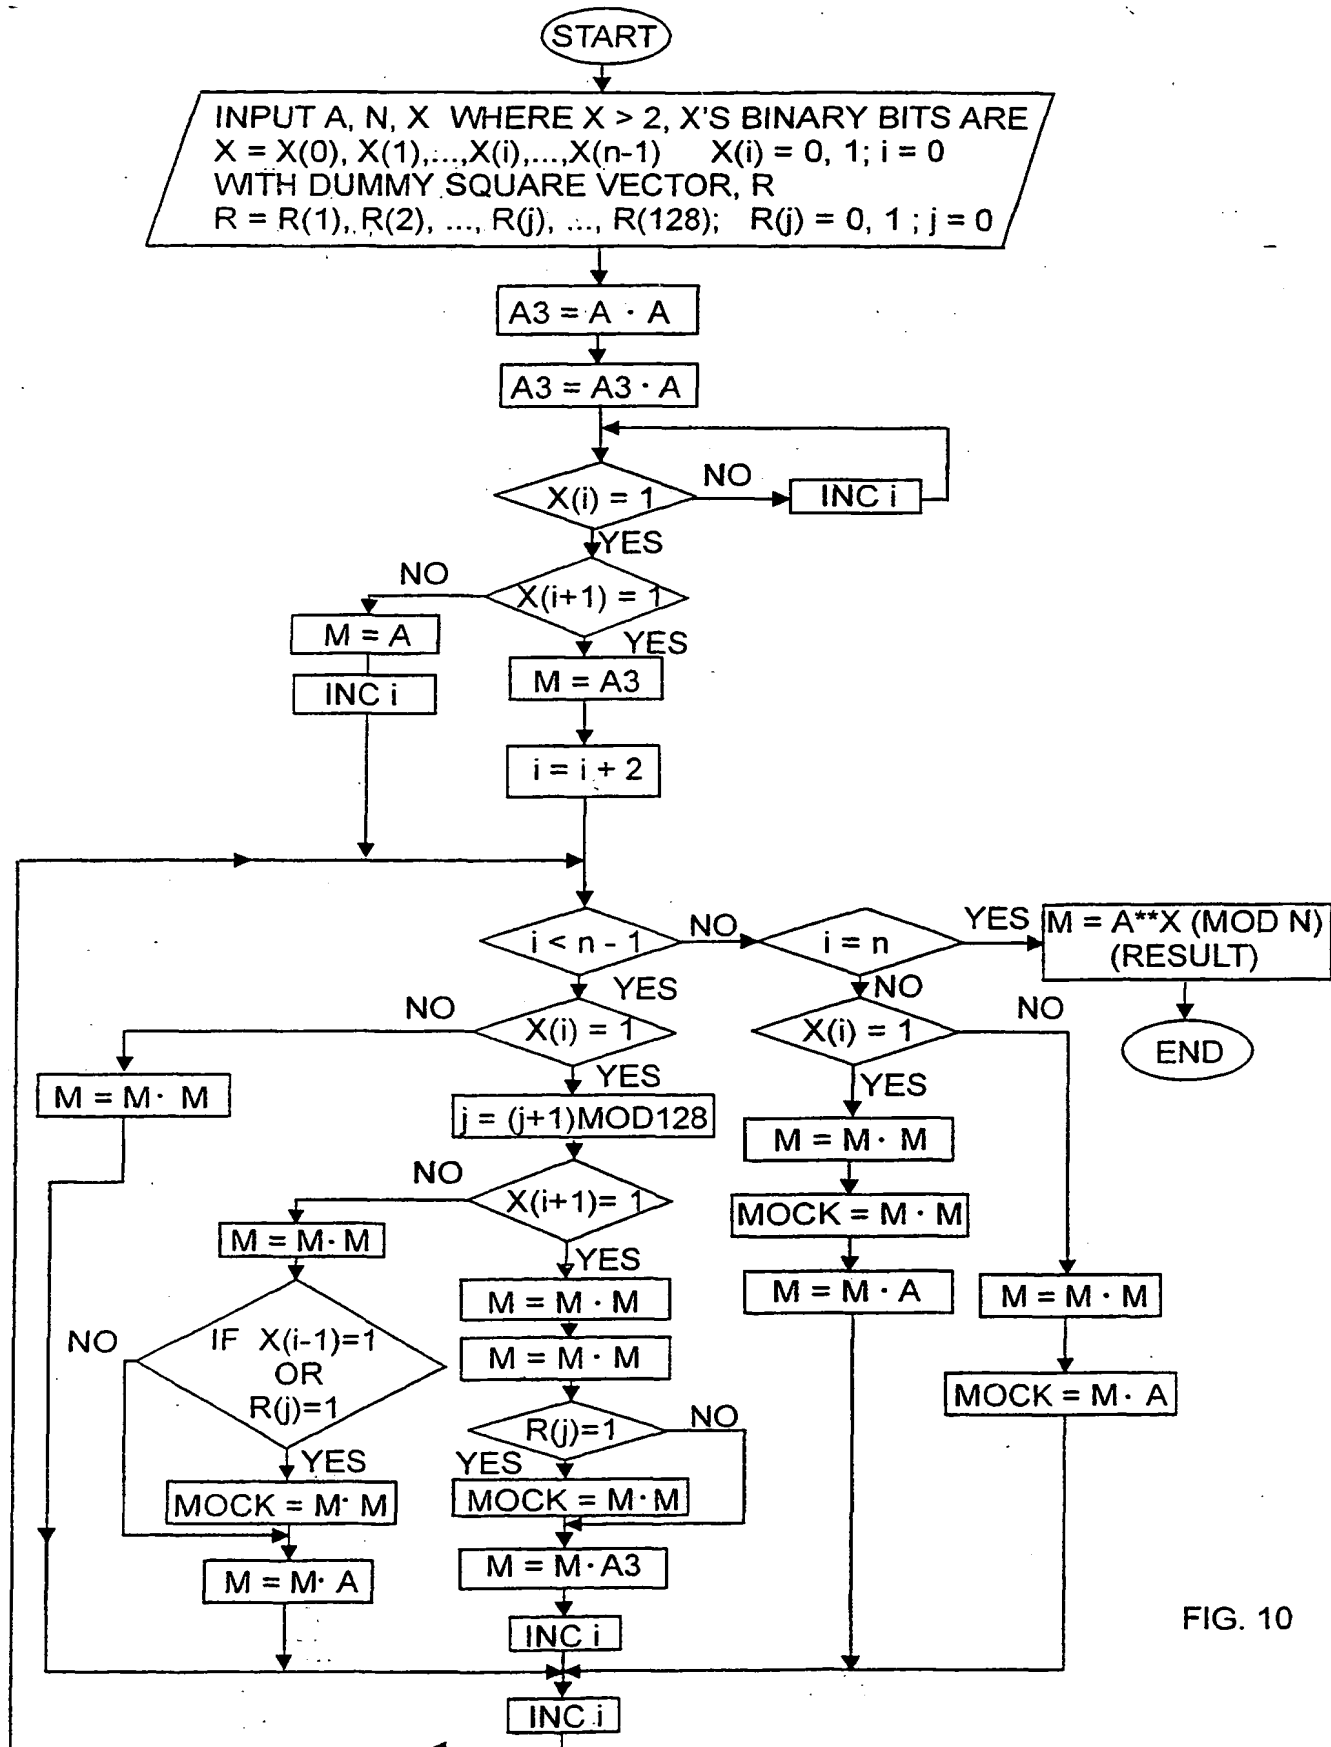 START
INPUT A, N, X WHERE X > 2, X'S BINARY BITS ARE
X = X(0), X(1),...,X(i),...,X(n-1) X(i) = 0, 1; i = 0
WITH DUMMY SQUARE VECTOR, R
R = R(1), R(2), ..., R(j), ..., R(128); R(j) = 0, 1 ; j = 0
A3 = A · A
A3 = A3 · A
X(i) = 1
NO
INC i
YES
X(i+1) = 1
NO
M = A
INC i
YES
M = A3
i = i + 2
i < n - 1
NO
i = n
YES
M = A**X (MOD N)
(RESULT)
END
YES
NO
X(i) = 1
NO
X(i) = 1
NO
M = M · M
YES
j = (j+1)MOD128
YES
M = M · M
MOCK = M · M
M = M · A
M = M · M
MOCK = M · A
NO
X(i+1)= 1
M = M · M
YES
M = M · M
M = M · M
NO
IF X(i-1)=1
OR
R(j)=1
YES
MOCK = M · M
M = M · A
R(j)=1
NO
YES
MOCK = M · M
M = M · A3
INC i
INC i
FIG. 10